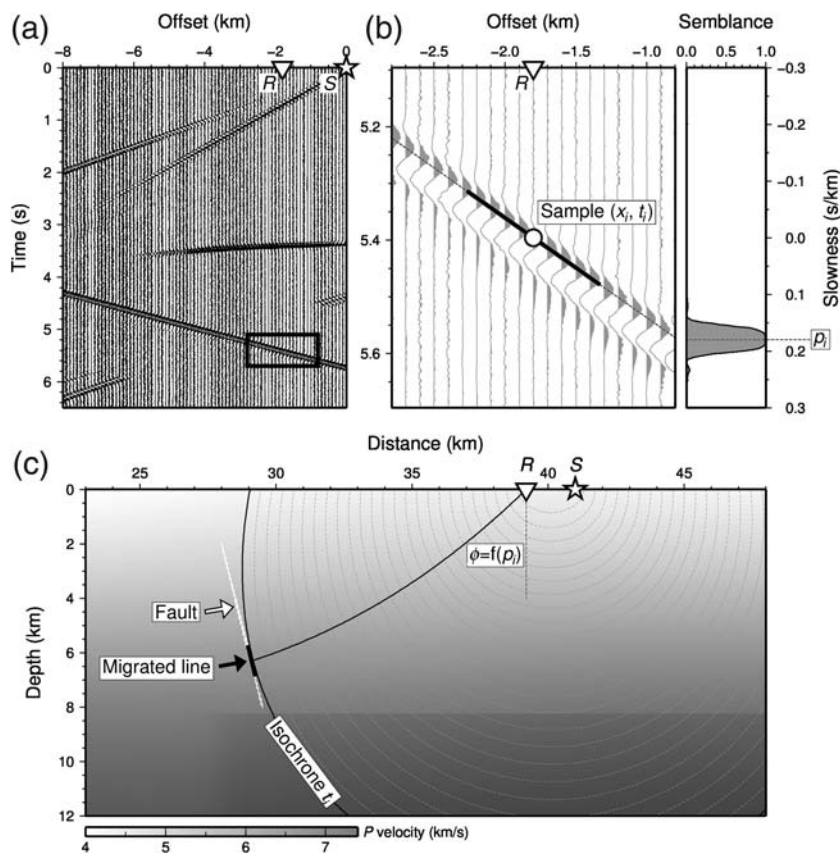 (a)
Offset (km)
-8 -6 -4 -2 0
R S
0
1
2
3
4
5
6
Time (s)
(b)
Offset (km)
-2.5 -2.0 -1.5 -1.0
R
5.2
5.4
5.6
Sample (xᵢ, tᵢ)
Semblance
0.0 0.5 1.0
-0.3
-0.2
-0.1
0.0
0.1
0.2
0.3
Slowness (s/km)
pᵢ
(c)
Distance (km)
25 30 35 40 45
R S
0
2
4
6
8
10
12
Depth (km)
ϕ=f(pᵢ)
Fault
Migrated line
Isochrone tᵢ
4 5 6 7
P velocity (km/s)